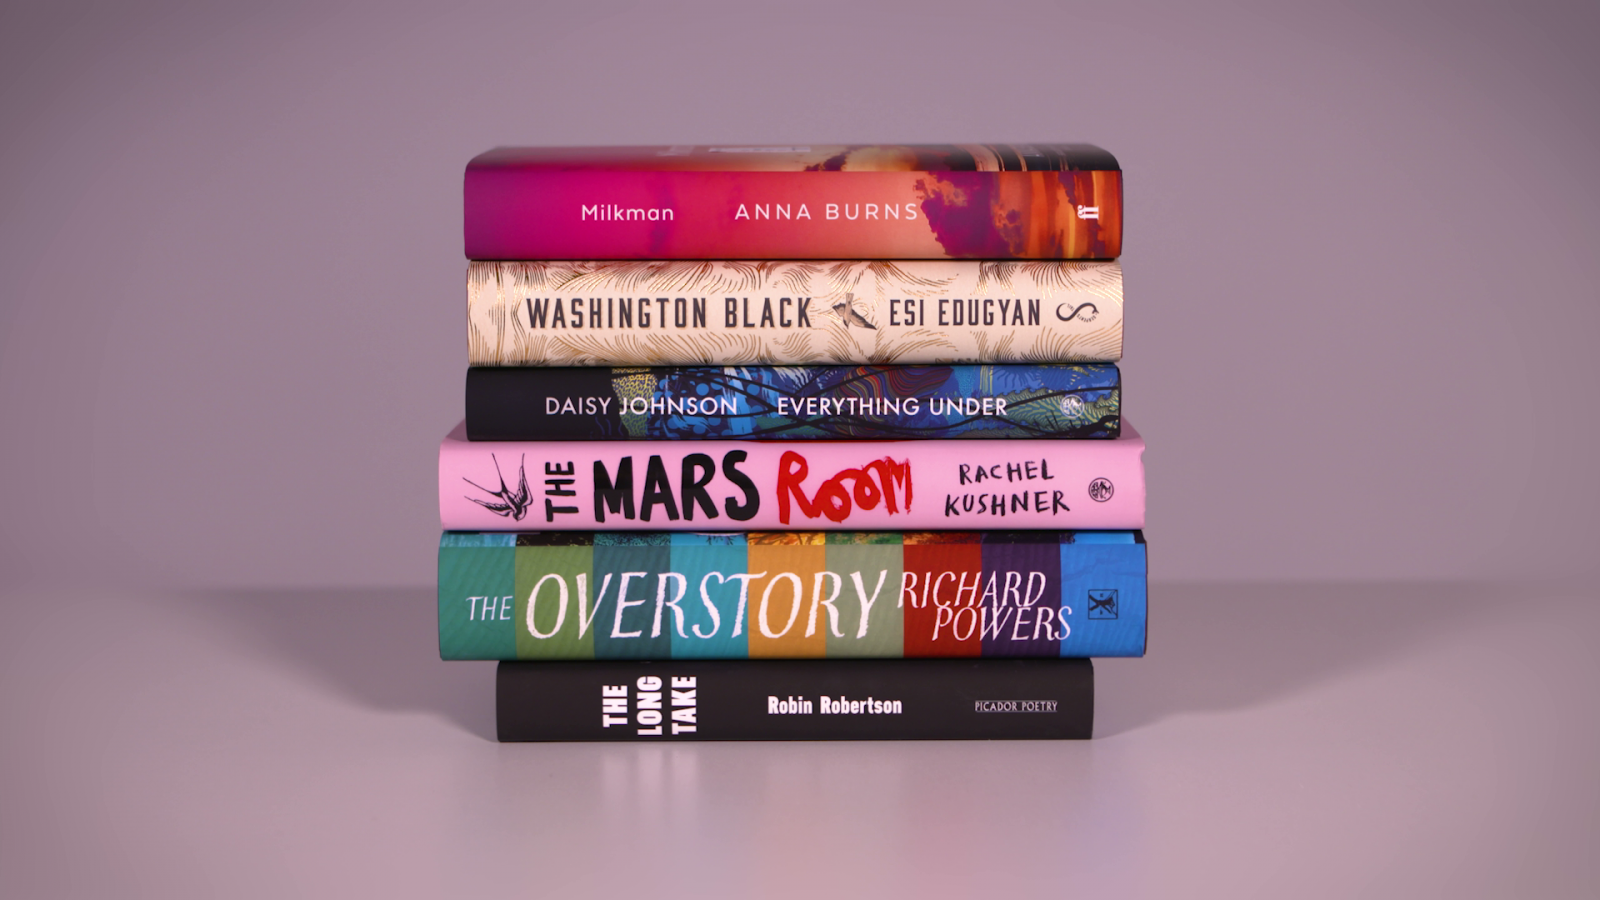 Milkman ANNA BURNS ff
WASHINGTON BLACK ESI EDUGYAN
DAISY JOHNSON EVERYTHING UNDER
THE MARS ROOM RACHEL
KUSHNER
THE OVERSTORY RICHARD
POWERS
THE
LONG
TAKE
Robin Robertson PICADOR POETRY